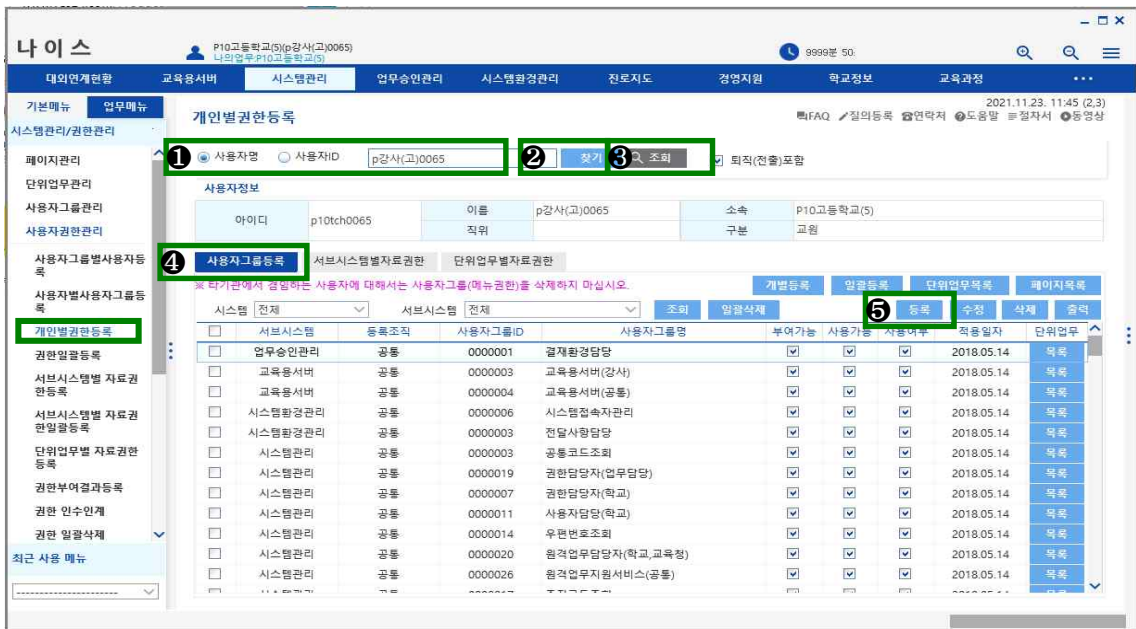 나이스
P10고등학교(5)(p강사(고)0065)
나의업무:P10고등학교(5)
9999분 50
대외연계현황 교육용서버 시스템관리 업무승인관리 시스템환경관리 진로지도 경영지원 학교정보 교육과정 ...
기본메뉴 업무메뉴
시스템관리/권한관리
페이지관리
단위업무관리
사용자그룹관리
사용자권한관리
사용자그룹별사용자등
록
사용자별사용자그룹등
록
개인별권한등록
권한일괄등록
서브시스템별 자료권
한등록
서브시스템별 자료권
한일괄등록
단위업무별 자료권한
등록
권한부여결과등록
권한 인수인계
권한 일괄삭제
최근 사용 메뉴
----------------------
2021.11.23. 11:45 (2,3)
개인별권한등록 FAQ 질의등록 연락처 도움말 절차서 동영상
❶ 사용자명 사용자ID p강사(고)0065 ❷ 찾기 ❸ 조회 퇴직(전출)포함
사용자정보
아이디 p10tch0065 이름 p강사(고)0065 소속 P10고등학교(5)
직위 구분 교원
❹ 사용자그룹등록 서브시스템별자료권한 단위업무별자료권한
※ 타기관에서 겸임하는 사용자에 대해서는 사용자그룹(메뉴권한)을 삭제하지 마십시오. 개별등록 일괄등록 단위업무목록 페이지목록
시스템 전체 서브시스템 전체 조회 일괄삭제 ❺ 등록 수정 삭제 출력
서브시스템 등록조직 사용자그룹ID 사용자그룹명 부여가능 사용가능 사용여부 적용일자 단위업무
업무승인관리 공통 0000001 결재환경담당 2018.05.14 목록
교육용서버 공통 0000003 교육용서버(강사) 2018.05.14 목록
교육용서버 공통 0000004 교육용서버(공통) 2018.05.14 목록
시스템환경관리 공통 0000006 시스템접속자관리 2018.05.14 목록
시스템환경관리 공통 0000003 전달사항담당 2018.05.14 목록
시스템관리 공통 0000003 공통코드조회 2018.05.14 목록
시스템관리 공통 0000019 권한담당자(업무담당) 2018.05.14 목록
시스템관리 공통 0000007 권한담당자(학교) 2018.05.14 목록
시스템관리 공통 0000011 사용자담당(학교) 2018.05.14 목록
시스템관리 공통 0000014 우편번호조회 2018.05.14 목록
시스템관리 공통 0000020 원격업무담당자(학교,교육청) 2018.05.14 목록
시스템관리 공통 0000026 원격업무지원서비스(공통) 2018.05.14 목록